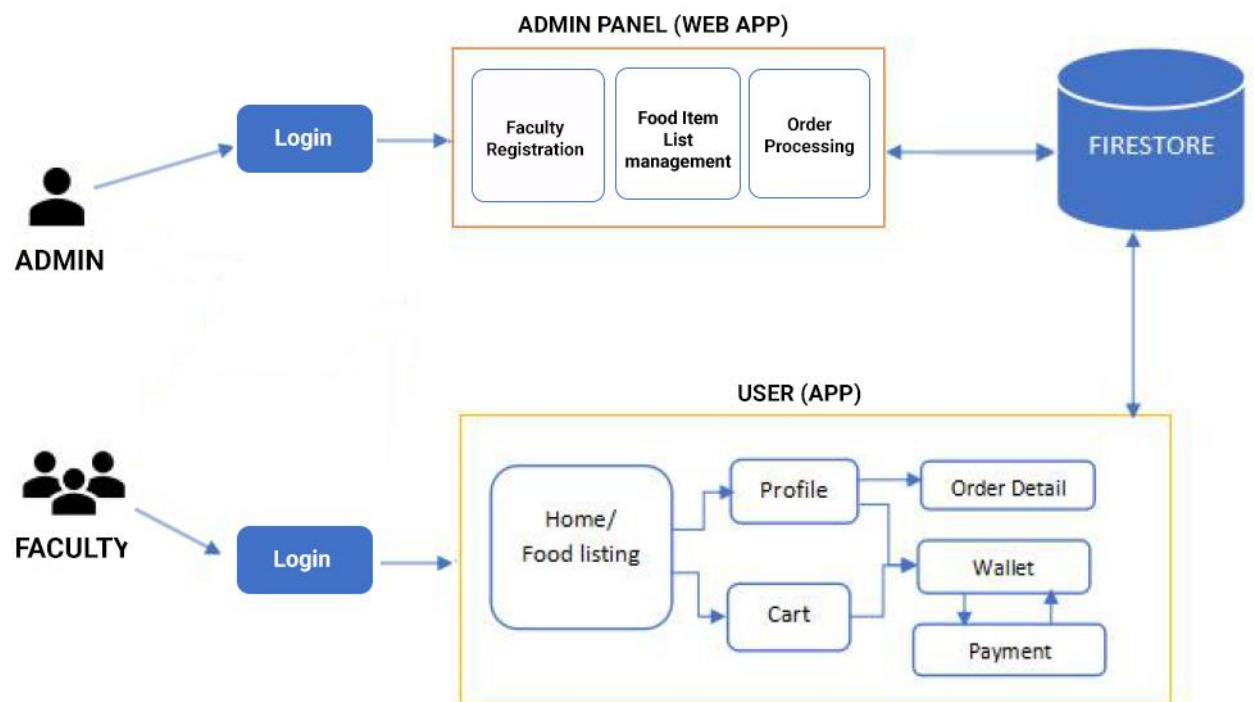 ADMIN PANEL (WEB APP)
Login
Faculty
Registration
Food Item
List
management
Order
Processing
FIRESTORE
ADMIN
USER (APP)
FACULTY
Login
Home/
Food listing
Profile
Order Detail
Cart
Wallet
Payment